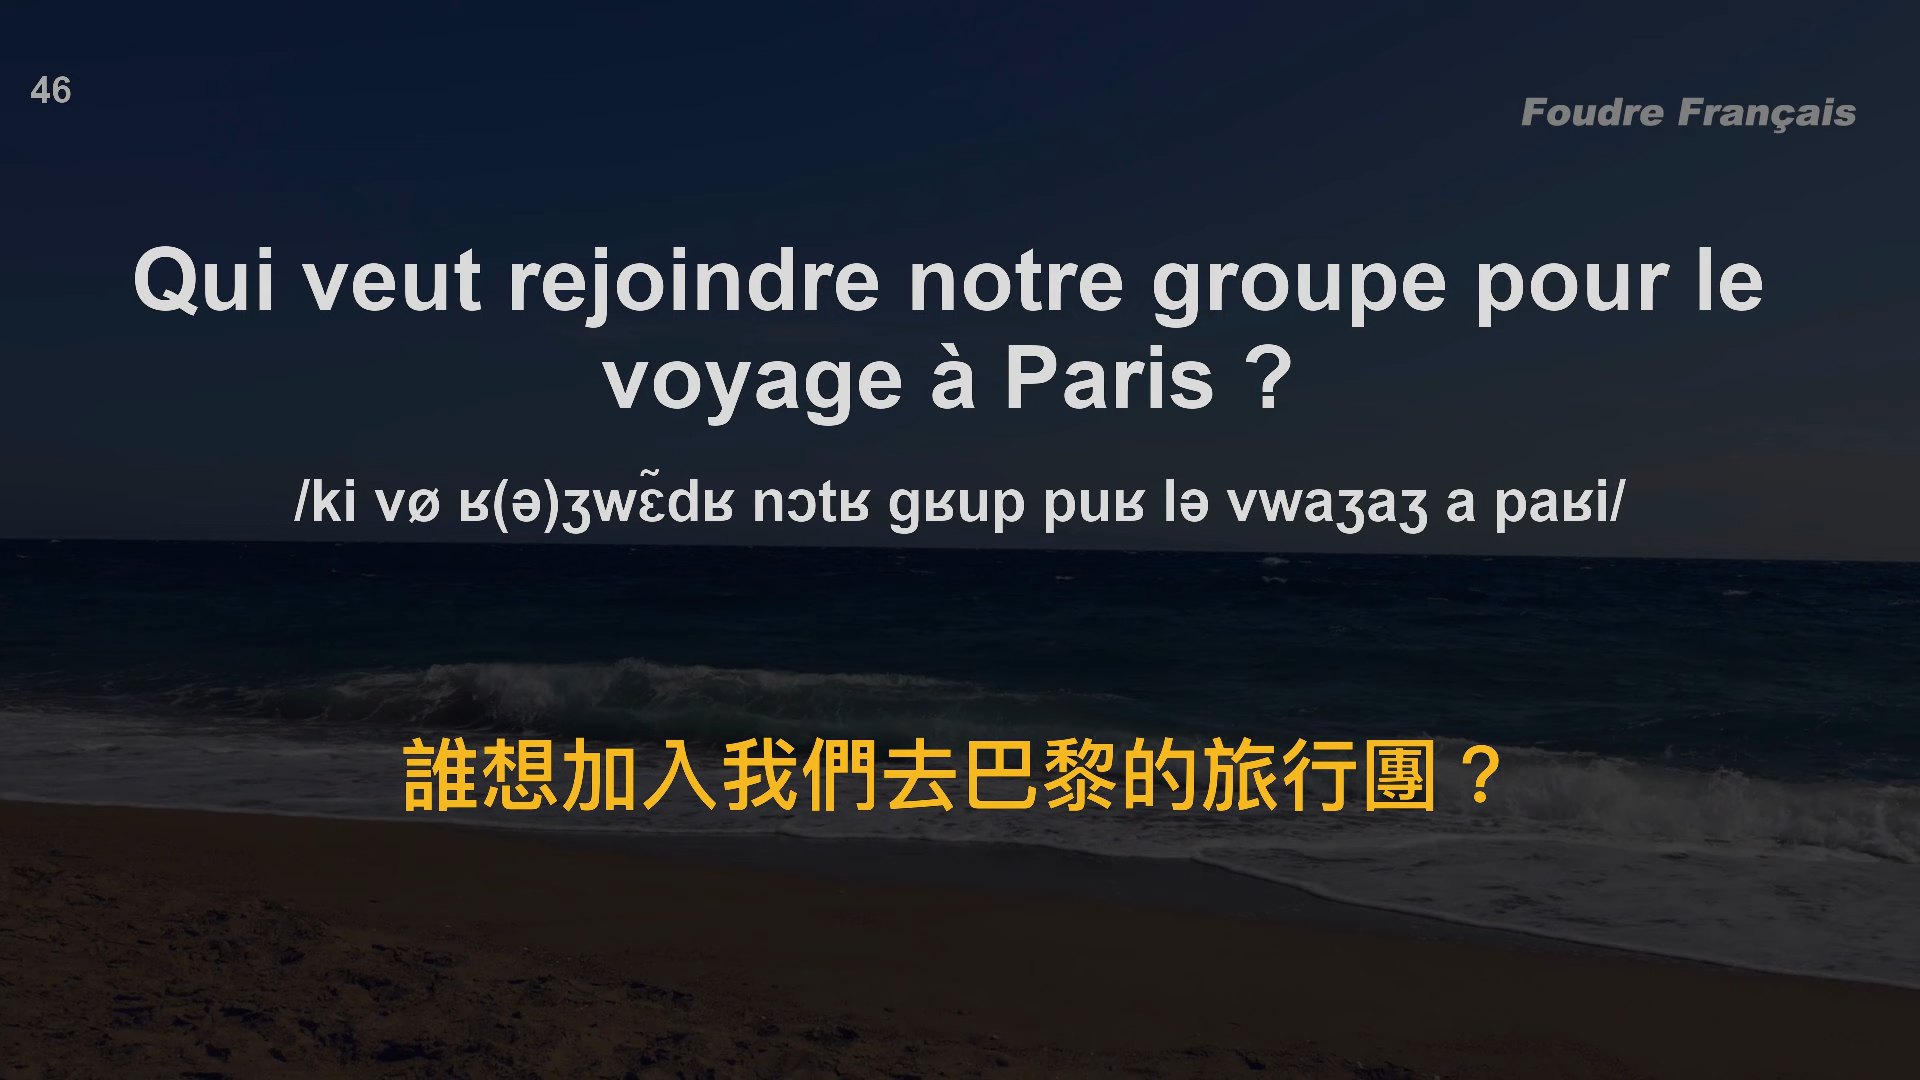 46
Foudre Français
Qui veut rejoindre notre groupe pour le
voyage à Paris ?
/ki vø ʁ(ə)ʒwɛ̃dʁ nɔtʁ gʁup puʁ lə vwaʒaʒ a paʁi/
誰想加入我們去巴黎的旅行團？